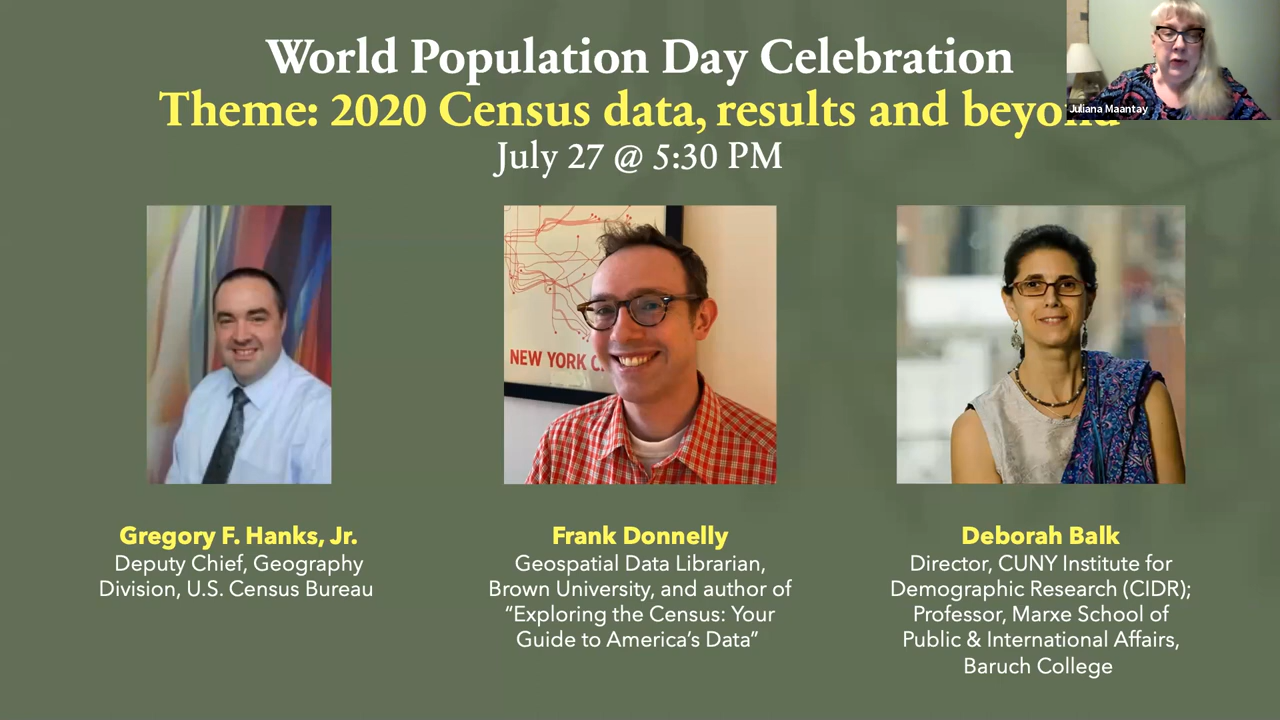 World Population Day Celebration
Theme: 2020 Census data, results and beyond
July 27 @ 5:30 PM
Juliana Maantay
NEW YORK C
Gregory F. Hanks, Jr.
Deputy Chief, Geography
Division, U.S. Census Bureau
Frank Donnelly
Geospatial Data Librarian,
Brown University, and author of
“Exploring the Census: Your
Guide to America’s Data”
Deborah Balk
Director, CUNY Institute for
Demographic Research (CIDR);
Professor, Marxe School of
Public & International Affairs,
Baruch College